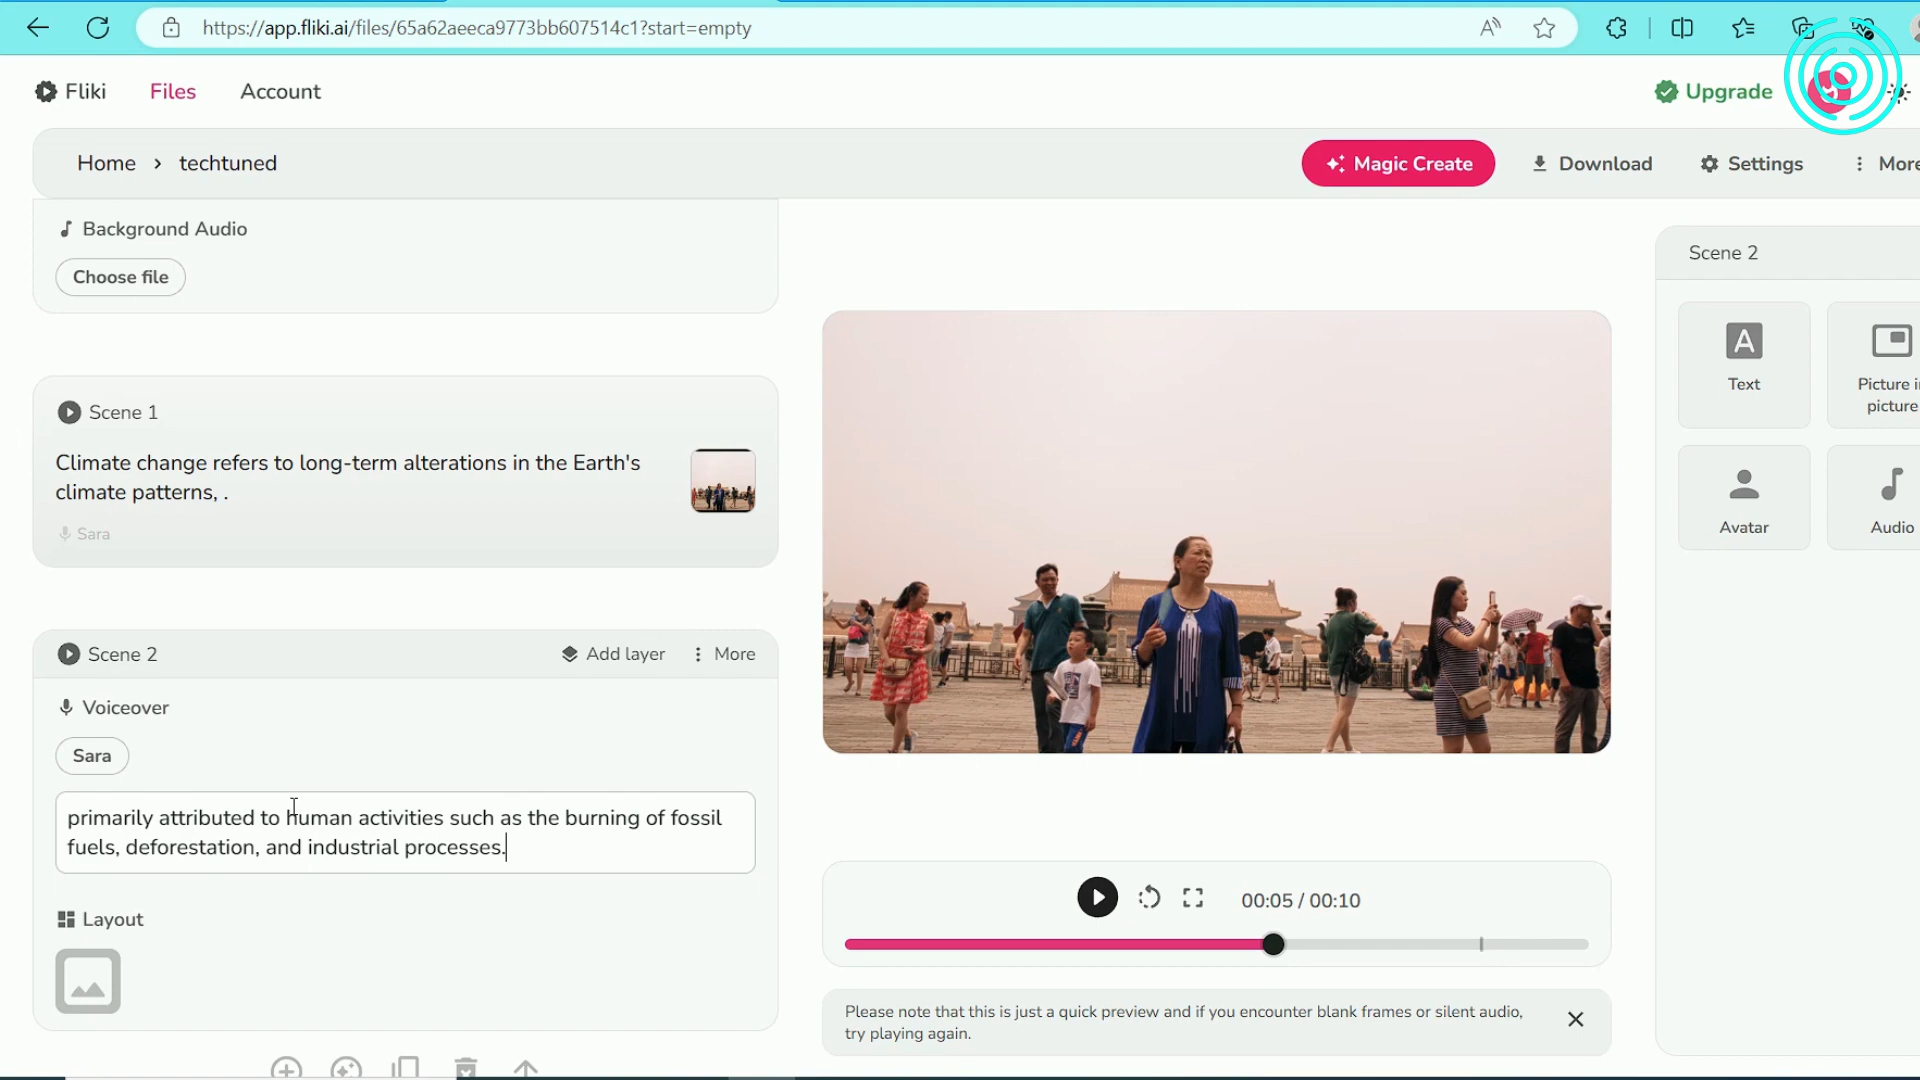 https://app.fliki.ai/files/65a62aeeca9773bb607514c1?start=empty
Fliki
Files
Account
Upgrade
Home > techtuned
Magic Create
Download
Settings
More
Background Audio
Choose file
Scene 1
Climate change refers to long-term alterations in the Earth's
climate patterns, .
Sara
Scene 2
Add layer
More
Voiceover
Sara
primarily attributed to human activities such as the burning of fossil
fuels, deforestation, and industrial processes.
Layout
00:05 / 00:10
Please note that this is just a quick preview and if you encounter blank frames or silent audio,
try playing again.
Scene 2
A
Text
Picture in
picture
Avatar
Audio